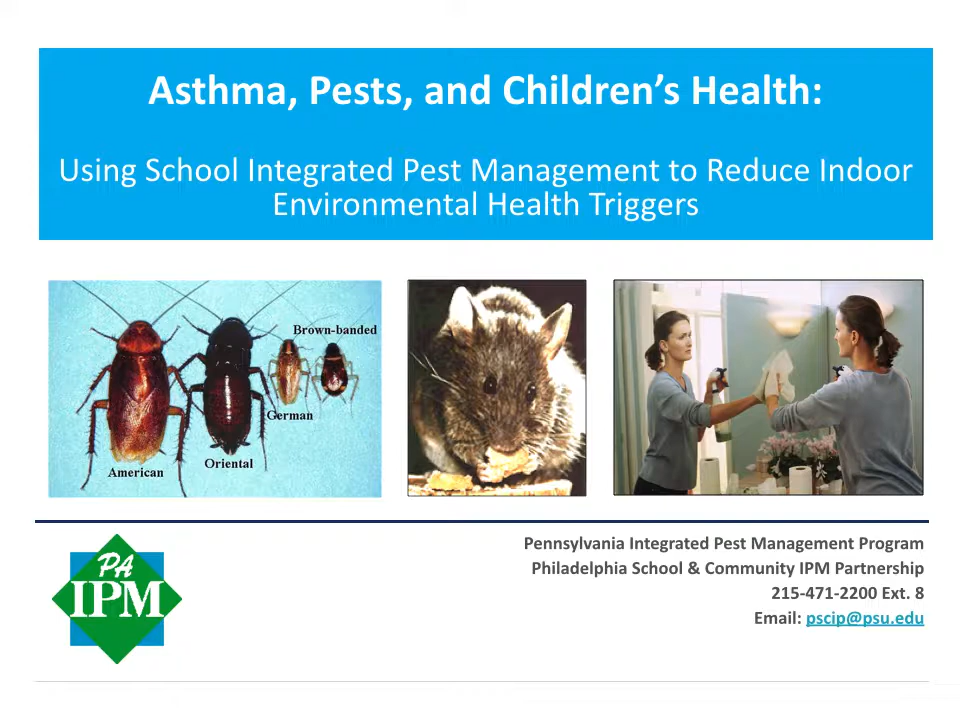 Asthma, Pests, and Children’s Health:
Using School Integrated Pest Management to Reduce Indoor
Environmental Health Triggers
Brown-banded
German
Oriental
American
Pennsylvania Integrated Pest Management Program
Philadelphia School & Community IPM Partnership
215-471-2200 Ext. 8
Email: pscip@psu.edu
PA
IPM